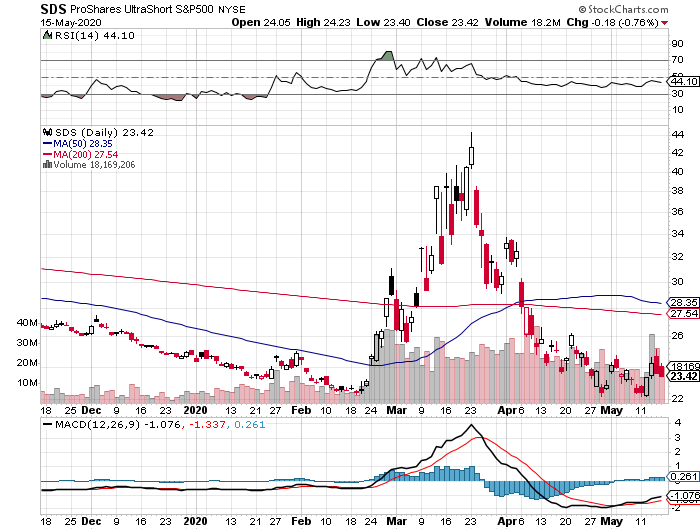 SDS ProShares UltraShort S&P500 NYSE © StockCharts.com
15-May-2020 Open 24.05 High 24.23 Low 23.40 Close 23.42 Volume 18.2M Chg -0.18 (-0.76%)
RSI(14) 44.10
90
70
50
44.10
30
10
SDS (Daily) 23.42
MA(50) 28.35
MA(200) 27.54
Volume 18,169,206
44
42
40
38
36
34
32
30
28.35
27.54
26
40M
30M
20M
10M
18169
23.42
22
18 25 Dec 9 16 23 2020 13 21 27 Feb 10 18 24 Mar 9 16 23 Apr 6 13 20 27 May 11
MACD(12,26,9) -1.076, -1.337, 0.261
4
3
2
1
0.261
-1.076
-2
18 25 Dec 9 16 23 2020 13 21 27 Feb 10 18 24 Mar 9 16 23 Apr 6 13 20 27 May 11